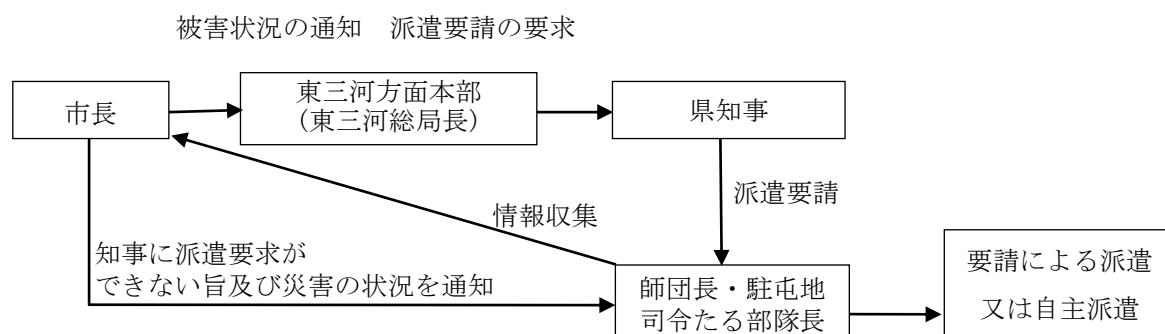 被害状況の通知　派遣要請の要求
市長
東三河方面本部
（東三河総局長）
県知事
派遣要請
情報収集
知事に派遣要求が
できない旨及び災害の状況を通知
師団長・駐屯地
司令たる部隊長
要請による派遣
又は自主派遣